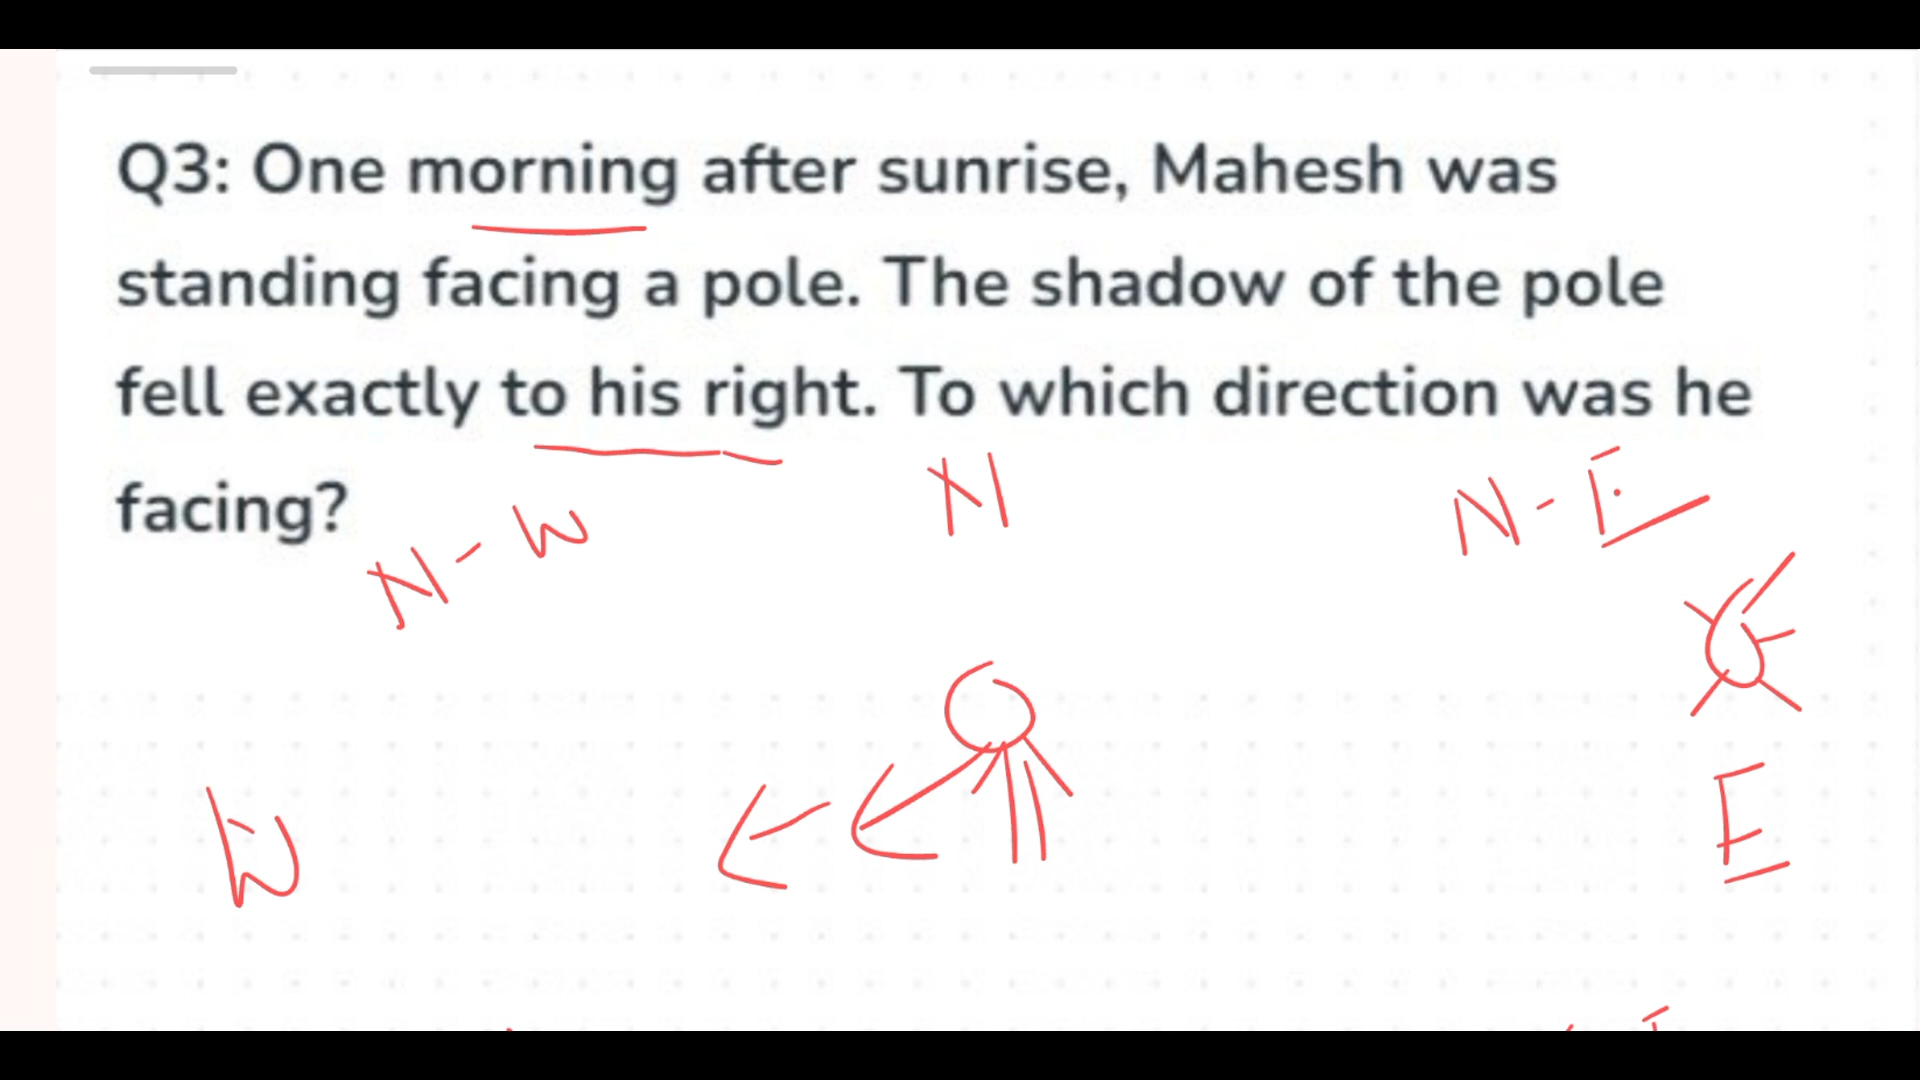 Q3: One morning after sunrise, Mahesh was
standing facing a pole. The shadow of the pole
fell exactly to his right. To which direction was he
facing?
N
N - E
N - W
W
E